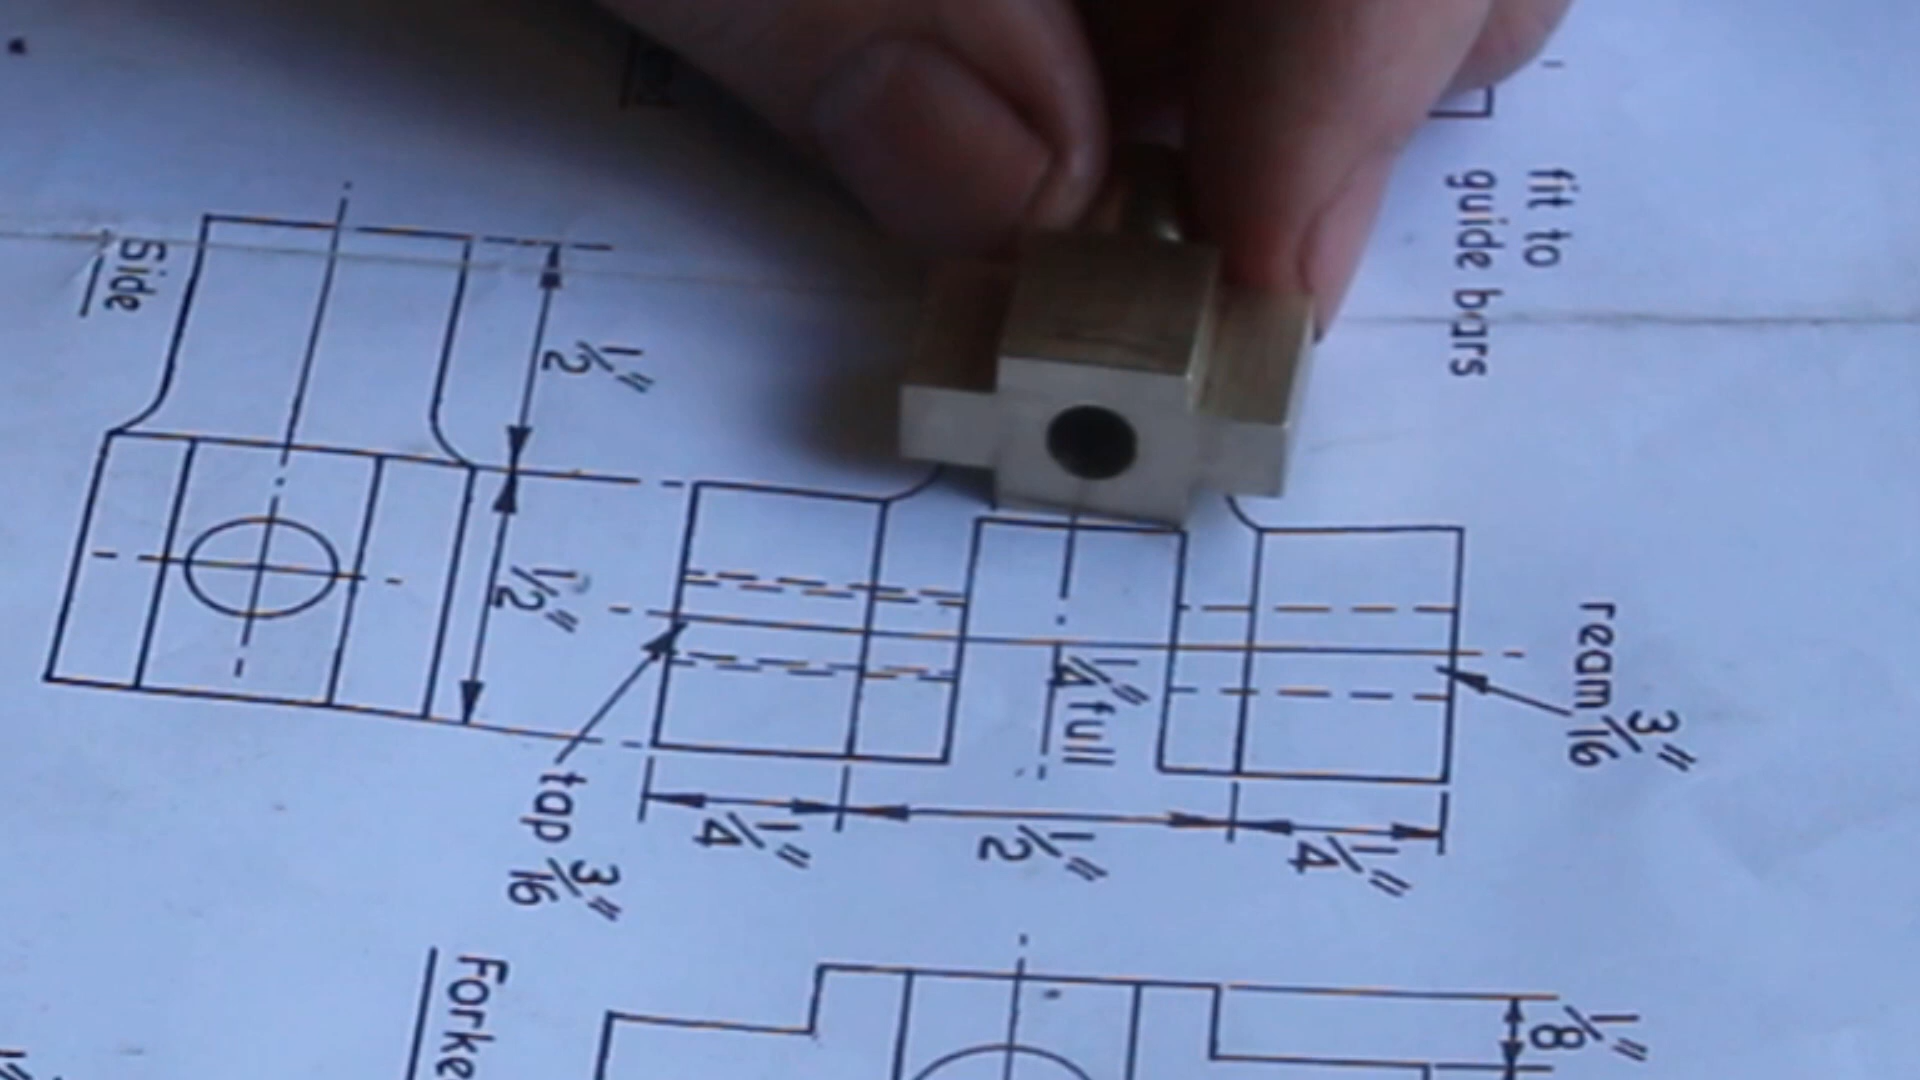 fit to
guide bars
Side
1/2"
1/2"
ream 3/16"
1/4" full
tap 3/16"
1/4"
1/2"
1/4"
Forke
1/8"